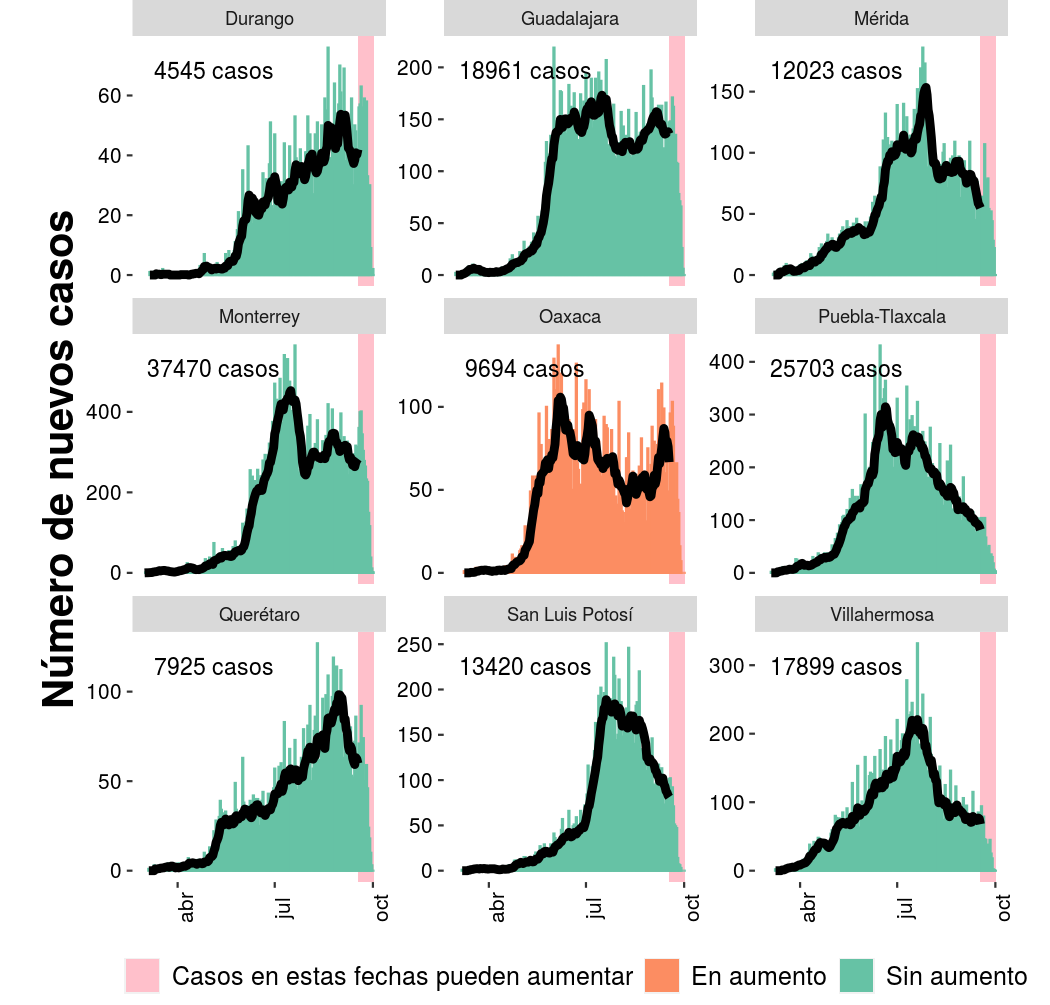 Durango
Guadalajara
Mérida
4545 casos
18961 casos
12023 casos
60
40
20
0
200
150
100
50
0
150
100
50
0
Monterrey
Oaxaca
Puebla-Tlaxcala
37470 casos
9694 casos
25703 casos
400
200
0
100
50
0
400
300
200
100
0
Querétaro
San Luis Potosí
Villahermosa
7925 casos
13420 casos
17899 casos
100
50
0
250
200
150
100
50
0
300
200
100
0
abr
jul
oct
abr
jul
oct
abr
jul
oct
Número de nuevos casos
Casos en estas fechas pueden aumentar
En aumento
Sin aumento